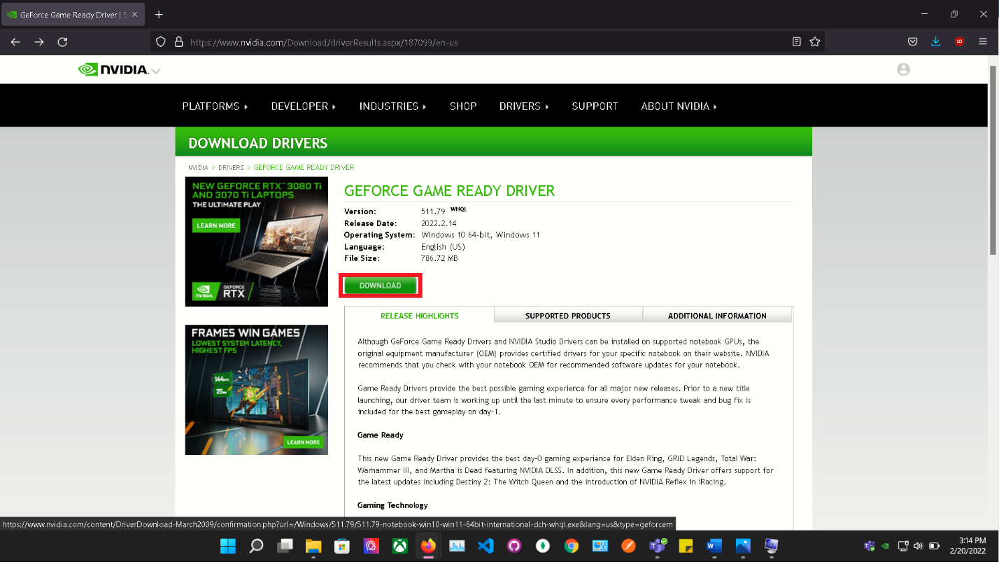 GeForce Game Ready Driver | 51
https://www.nvidia.com/Download/driverResults.aspx/187099/en-us
NVIDIA.
PLATFORMS DEVELOPER INDUSTRIES SHOP DRIVERS SUPPORT ABOUT NVIDIA
DOWNLOAD DRIVERS
NVIDIA > DRIVERS > GEFORCE GAME READY DRIVER
NEW GEFORCE RTX™ 3080 Ti
AND 3070 Ti LAPTOPS
THE ULTIMATE PLAY
LEARN MORE
NVIDIA. GEFORCE RTX
FRAMES WIN GAMES
LOWEST SYSTEM LATENCY,
HIGHEST FPS
LEARN MORE
GEFORCE GAME READY DRIVER
Version: 511.79 WHQL
Release Date: 2022.2.14
Operating System: Windows 10 64-bit, Windows 11
Language: English (US)
File Size: 786.72 MB
DOWNLOAD
RELEASE HIGHLIGHTS SUPPORTED PRODUCTS ADDITIONAL INFORMATION
Although GeForce Game Ready Drivers and NVIDIA Studio Drivers can be installed on supported notebook GPUs, the
original equipment manufacturer (OEM) provides certified drivers for your specific notebook on their website. NVIDIA
recommends that you check with your notebook OEM for recommended software updates for your notebook.
Game Ready Drivers provide the best possible gaming experience for all major new releases. Prior to a new title
launching, our driver team is working up until the last minute to ensure every performance tweak and bug fix is
included for the best gameplay on day-1.
Game Ready
This new Game Ready Driver provides the best day-0 gaming experience for Elden Ring, GRID Legends, Total War:
Warhammer III, and Martha is Dead featuring NVIDIA DLSS. In addition, this new Game Ready Driver offers support for
the latest updates including Destiny 2: The Witch Queen and the introduction of NVIDIA Reflex in iRacing.
Gaming Technology
https://www.nvidia.com/content/DriverDownload-March2009/confirmation.php?url=/Windows/511.79/511.79-notebook-win10-win11-64bit-international-dch-whql.exe&lang=us&type=geforcem
3:14 PM
2/20/2022